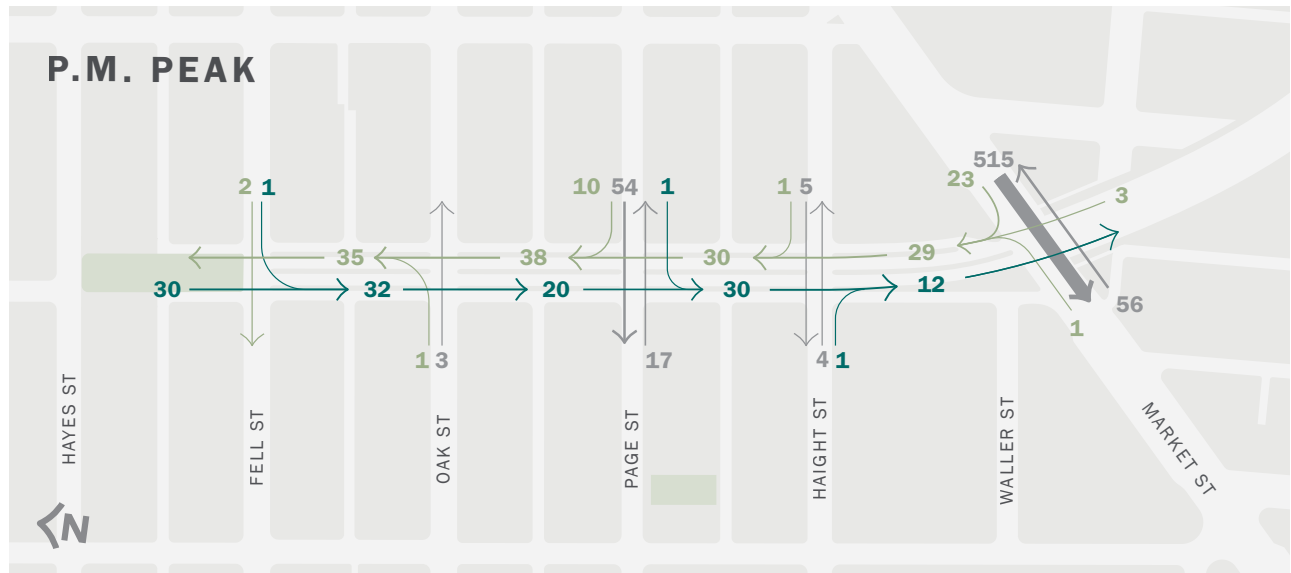 P.M. PEAK
515
2 1 10 54 1 1 5 23 3
35 38 30 29
30 32 20 30 12
56
1
1 3 17 4 1
HAYES ST
FELL ST
OAK ST
PAGE ST
HAIGHT ST
WALLER ST
MARKET ST
N